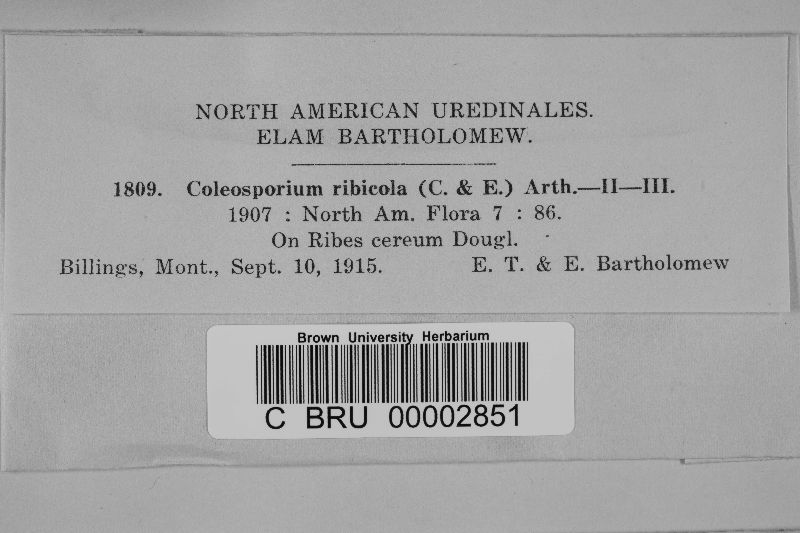 NORTH AMERICAN UREDINALES.
ELAM BARTHOLOMEW.
1809. Coleosporium ribicola (C. & E.) Arth.—II—III.
1907 : North Am. Flora 7 : 86.
On Ribes cereum Dougl.
Billings, Mont., Sept. 10, 1915. E. T. & E. Bartholomew
Brown University Herbarium
C BRU 00002851